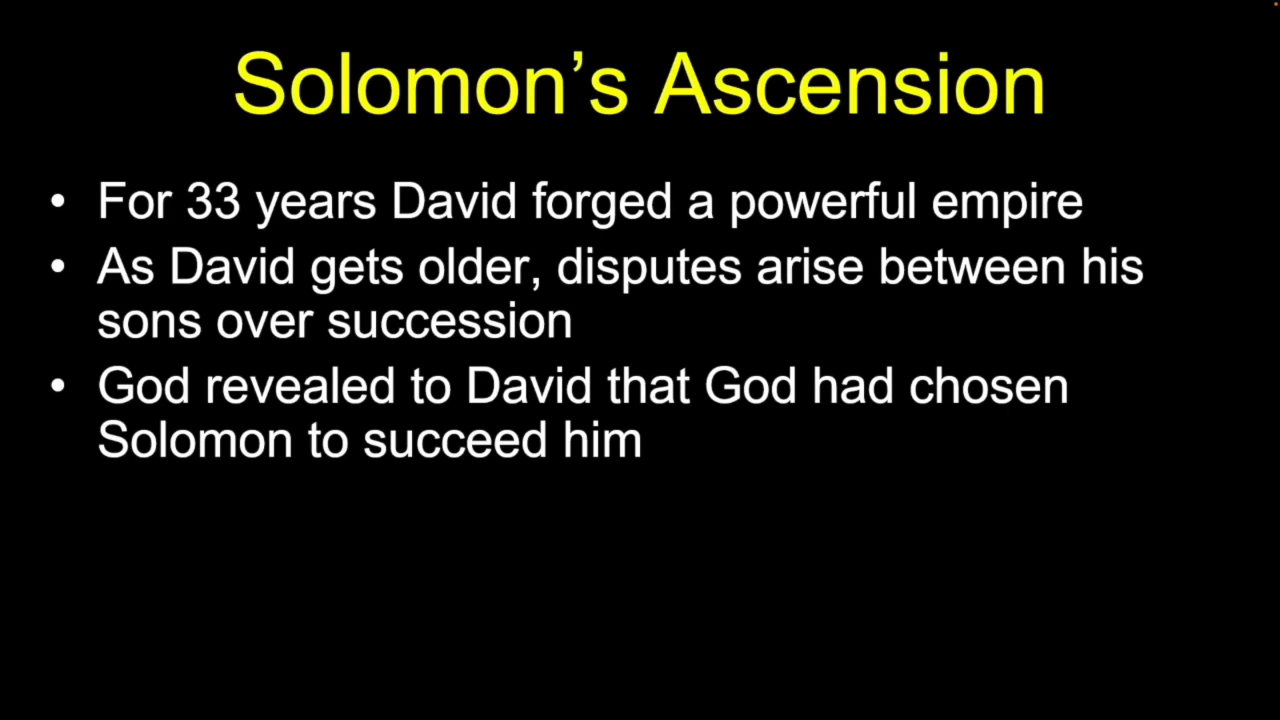 Solomon’s Ascension
• For 33 years David forged a powerful empire
• As David gets older, disputes arise between his
sons over succession
• God revealed to David that God had chosen
Solomon to succeed him